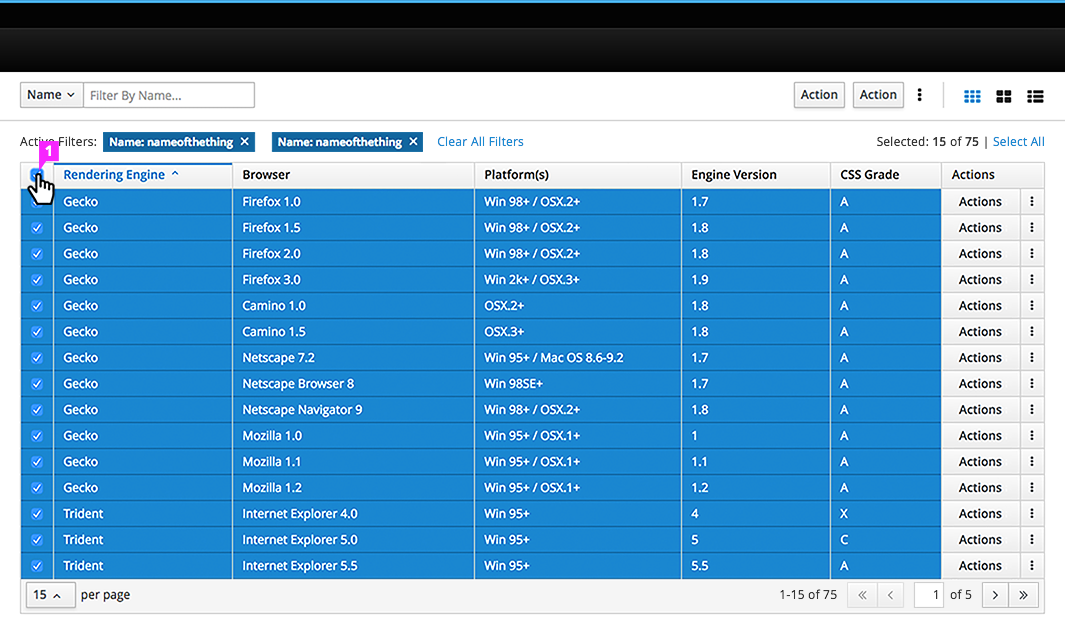 Name Filter By Name... Action Action
Active Filters: Name: nameofthething × Name: nameofthething × Clear All Filters Selected: 15 of 75 | Select All
1
Rendering Engine Browser Platform(s) Engine Version CSS Grade Actions
Gecko Firefox 1.0 Win 98+ / OSX.2+ 1.7 A Actions
Gecko Firefox 1.5 Win 98+ / OSX.2+ 1.8 A Actions
Gecko Firefox 2.0 Win 98+ / OSX.2+ 1.8 A Actions
Gecko Firefox 3.0 Win 2k+ / OSX.3+ 1.9 A Actions
Gecko Camino 1.0 OSX.2+ 1.8 A Actions
Gecko Camino 1.5 OSX.3+ 1.8 A Actions
Gecko Netscape 7.2 Win 95+ / Mac OS 8.6-9.2 1.7 A Actions
Gecko Netscape Browser 8 Win 98SE+ 1.7 A Actions
Gecko Netscape Navigator 9 Win 98+ / OSX.2+ 1.8 A Actions
Gecko Mozilla 1.0 Win 95+ / OSX.1+ 1 A Actions
Gecko Mozilla 1.1 Win 95+ / OSX.1+ 1.1 A Actions
Gecko Mozilla 1.2 Win 95+ / OSX.1+ 1.2 A Actions
Trident Internet Explorer 4.0 Win 95+ 4 X Actions
Trident Internet Explorer 5.0 Win 95+ 5 C Actions
Trident Internet Explorer 5.5 Win 95+ 5.5 A Actions
15 per page 1-15 of 75 « ‹ 1 of 5 › »